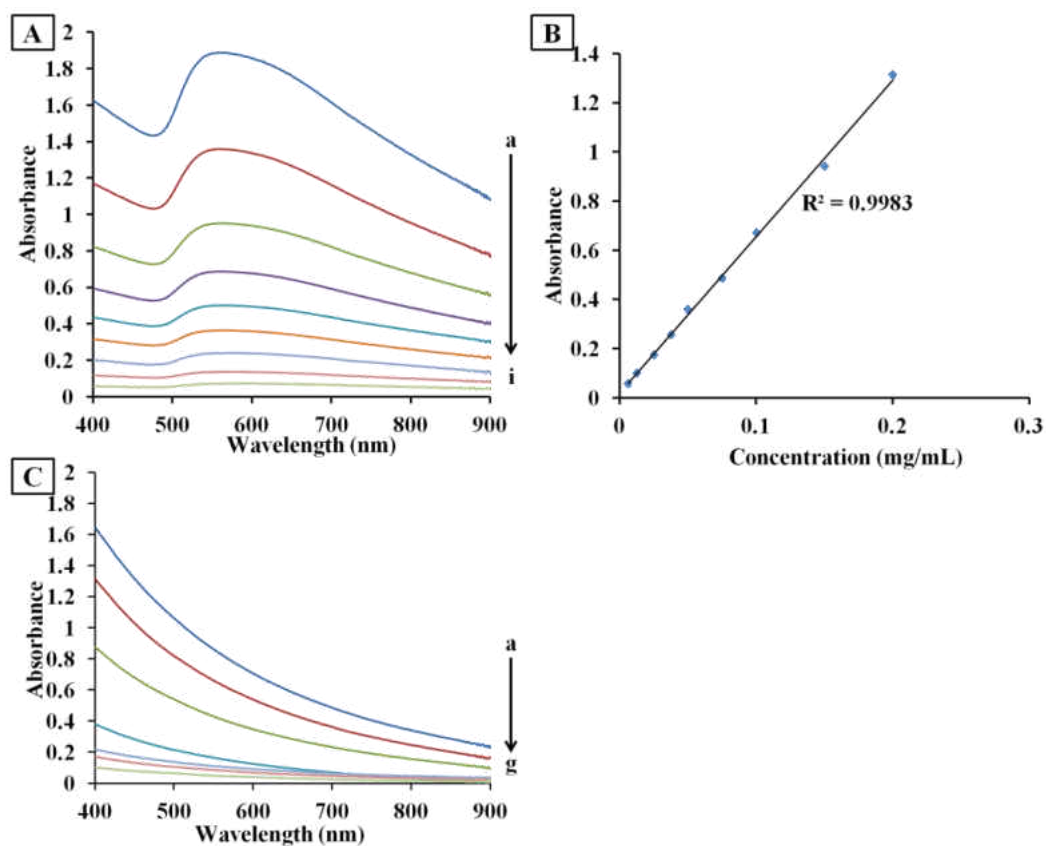 A
2
1.8
1.6
1.4
1.2
1
0.8
0.6
0.4
0.2
0
Absorbance
400 500 600 700 800 900
Wavelength (nm)
a
i
B
1.4
1.2
1
0.8
0.6
0.4
0.2
0
Absorbance
R² = 0.9983
0 0.1 0.2 0.3
Concentration (mg/mL)
C
2
1.8
1.6
1.4
1.2
1
0.8
0.6
0.4
0.2
0
Absorbance
400 500 600 700 800 900
Wavelength (nm)
a
g